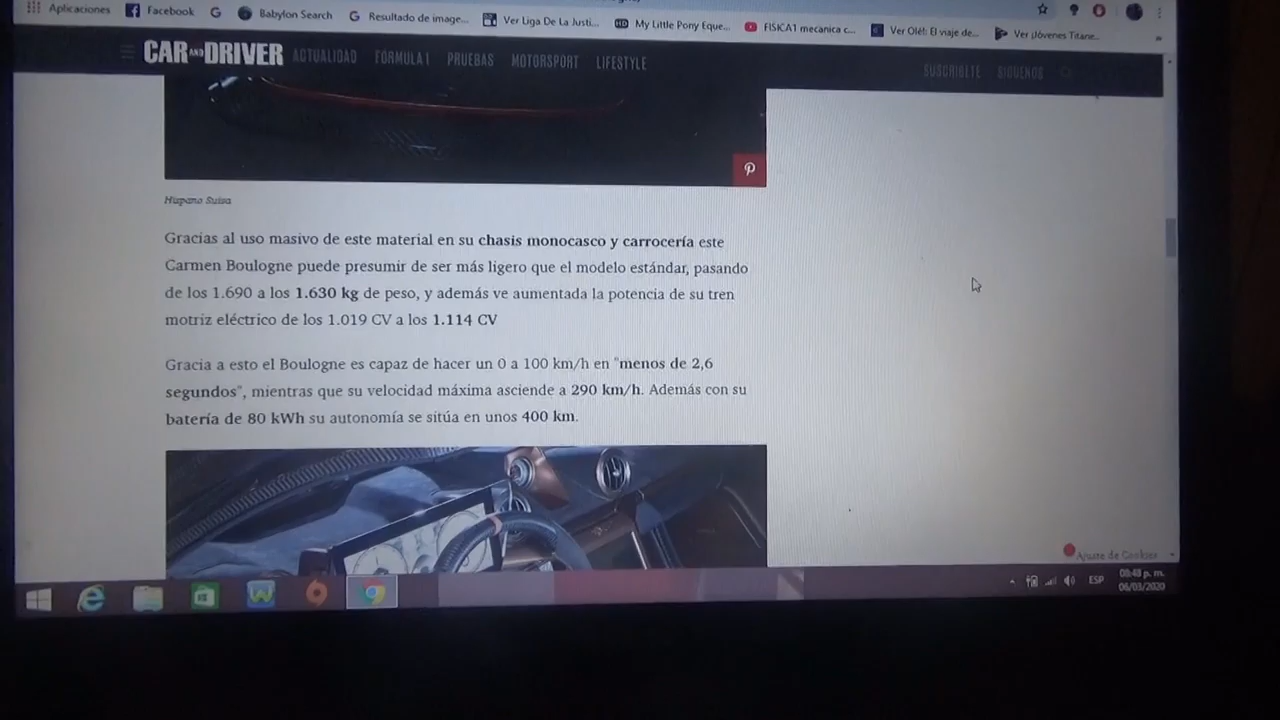 Aplicaciones Facebook Babylon Search Resultado de image... Ver Liga De La Justi... My Little Pony Eque... FISICA1 mecanica c... Ver Olé!: El viaje de... Ver ¡Jóvenes Titane...
CAR AND DRIVER ACTUALIDAD FÓRMULA 1 PRUEBAS MOTORSPORT LIFESTYLE SUSCRÍBETE SÍGUENOS
Hispano Suiza
Gracias al uso masivo de este material en su chasis monocasco y carrocería este
Carmen Boulogne puede presumir de ser más ligero que el modelo estándar, pasando
de los 1.690 a los 1.630 kg de peso, y además ve aumentada la potencia de su tren
motriz eléctrico de los 1.019 CV a los 1.114 CV
Gracia a esto el Boulogne es capaz de hacer un 0 a 100 km/h en "menos de 2,6
segundos", mientras que su velocidad máxima asciende a 290 km/h. Además con su
batería de 80 kWh su autonomía se sitúa en unos 400 km.
Ajuste de Cookies
ESP
08:48 p. m.
06/03/2020